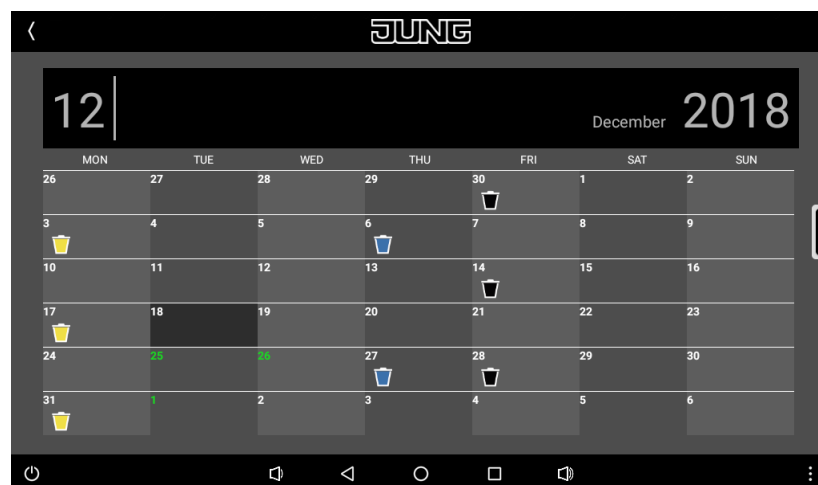 JUNG
12
December 2018
MON TUE WED THU FRI SAT SUN
26 27 28 29 30 1 2
3 4 5 6 7 8 9
10 11 12 13 14 15 16
17 18 19 20 21 22 23
24 25 26 27 28 29 30
31 1 2 3 4 5 6